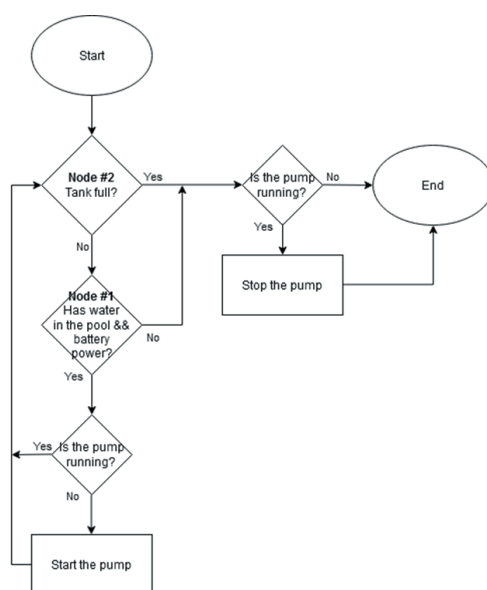 Start
Node #2
Tank full?
Yes
Is the pump
running?
No
End
No
Yes
Stop the pump
Node #1
Has water
in the pool &&
battery
power?
No
Yes
Yes
Is the pump
running?
No
Start the pump